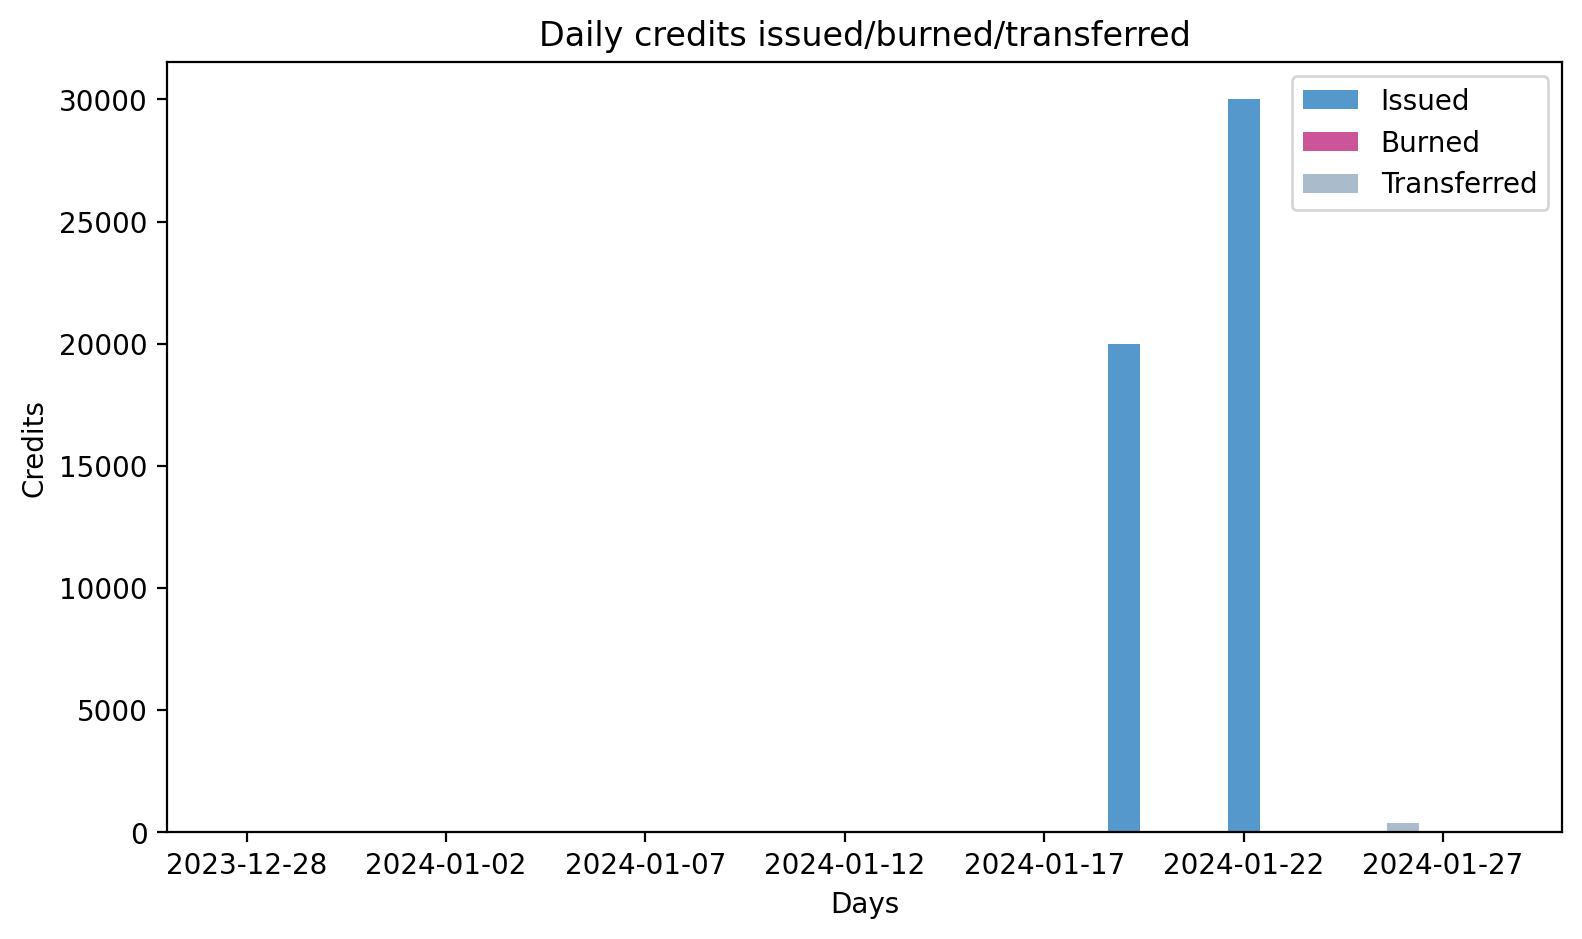 Daily credits issued/burned/transferred
30000
25000
20000
15000
10000
5000
0
Credits
Issued
Burned
Transferred
2023-12-28 2024-01-02 2024-01-07 2024-01-12 2024-01-17 2024-01-22 2024-01-27
Days